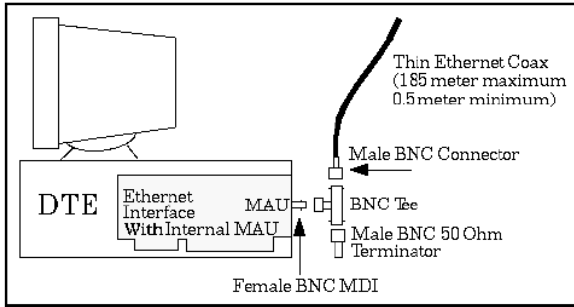 Thin Ethernet Coax
(185 meter maximum
0.5 meter minimum)
Male BNC Connector
DTE
Ethernet
Interface
With Internal MAU
MAU
BNC Tee
Male BNC 50 Ohm
Terminator
Female BNC MDI